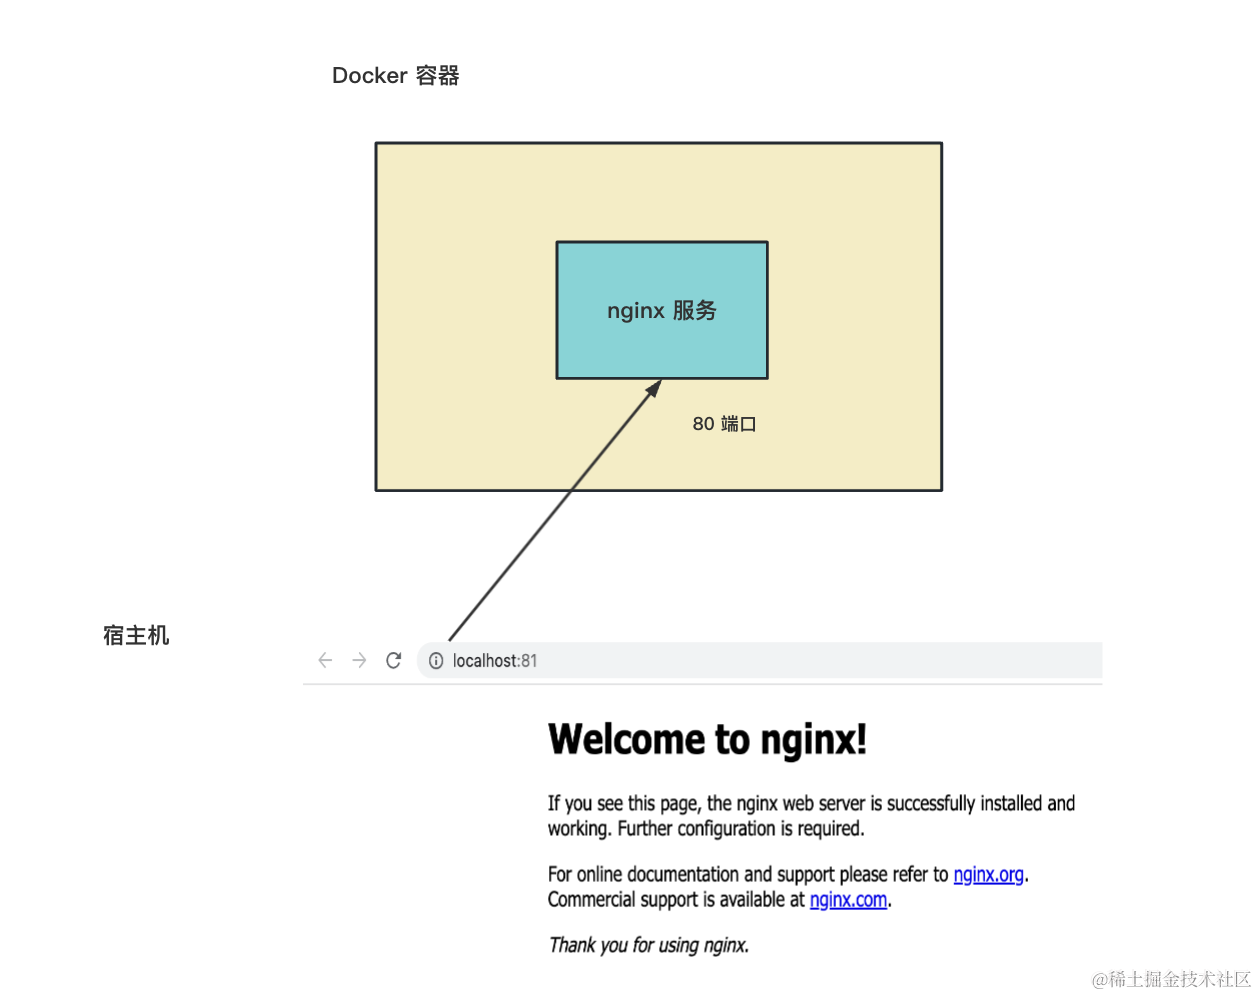 Docker 容器
nginx 服务
80 端口
宿主机
localhost:81
Welcome to nginx!
If you see this page, the nginx web server is successfully installed and
working. Further configuration is required.
For online documentation and support please refer to nginx.org.
Commercial support is available at nginx.com.
Thank you for using nginx.
@稀土掘金技术社区